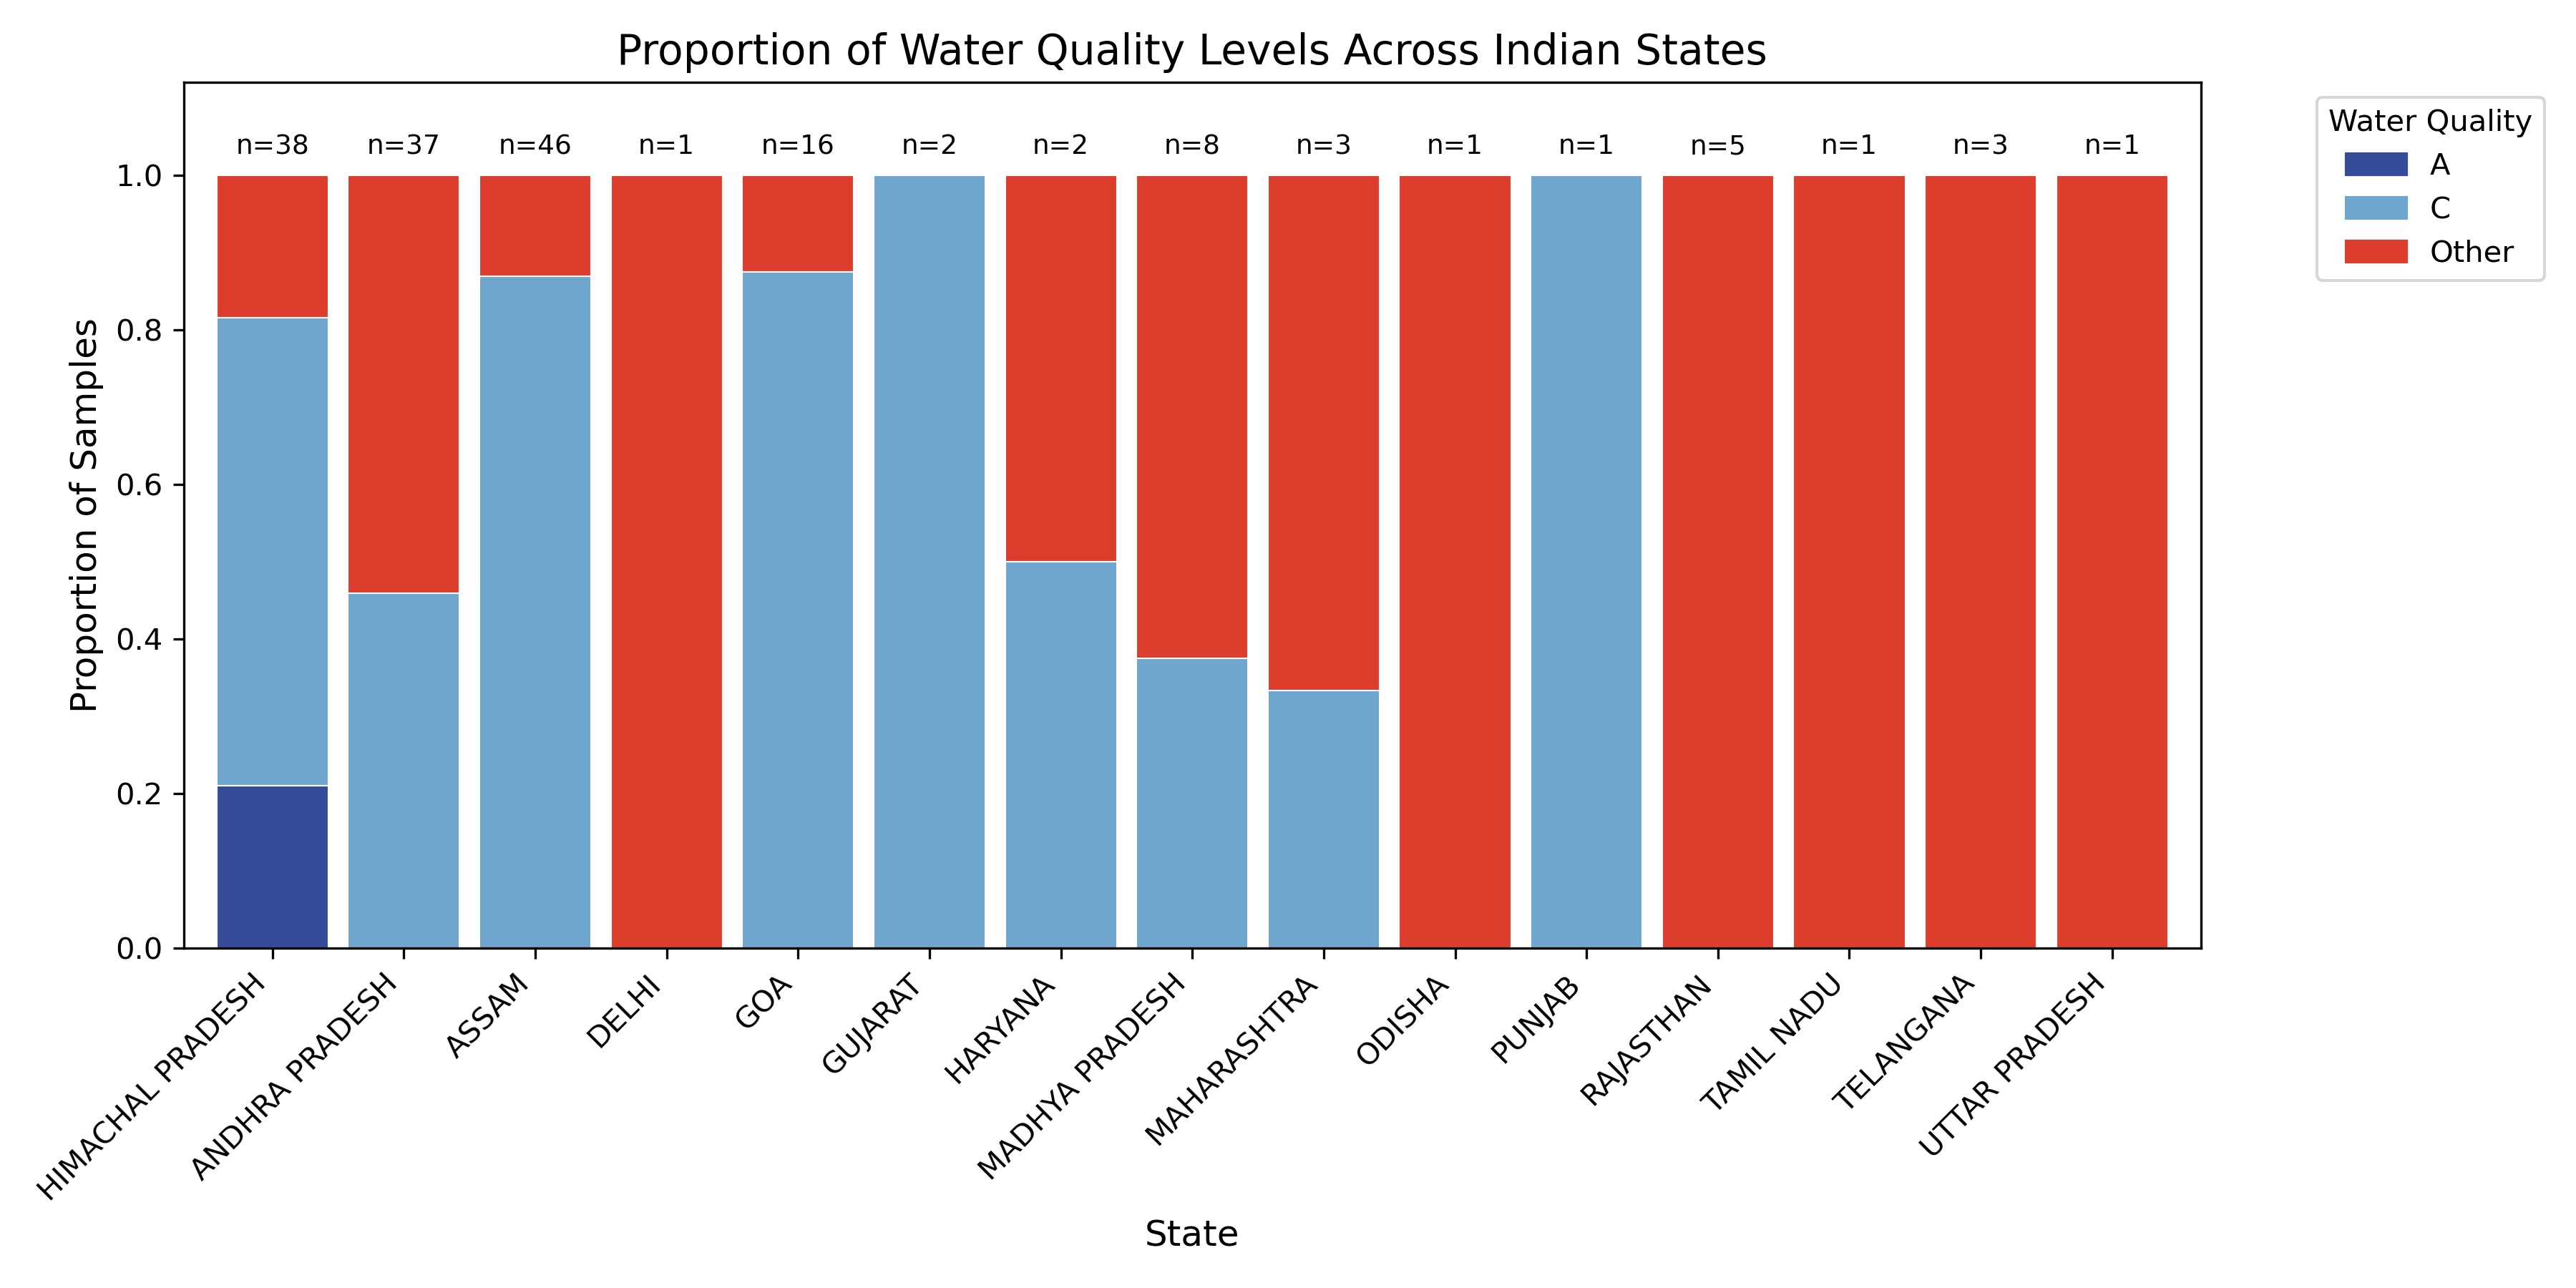 Proportion of Water Quality Levels Across Indian States
n=38 n=37 n=46 n=1 n=16 n=2 n=2 n=8 n=3 n=1 n=1 n=5 n=1 n=3 n=1
Water Quality
A
C
Other
Proportion of Samples
1.0
0.8
0.6
0.4
0.2
0.0
HIMACHAL PRADESH
ANDHRA PRADESH
ASSAM
DELHI
GOA
GUJARAT
HARYANA
MADHYA PRADESH
MAHARASHTRA
ODISHA
PUNJAB
RAJASTHAN
TAMIL NADU
TELANGANA
UTTAR PRADESH
State